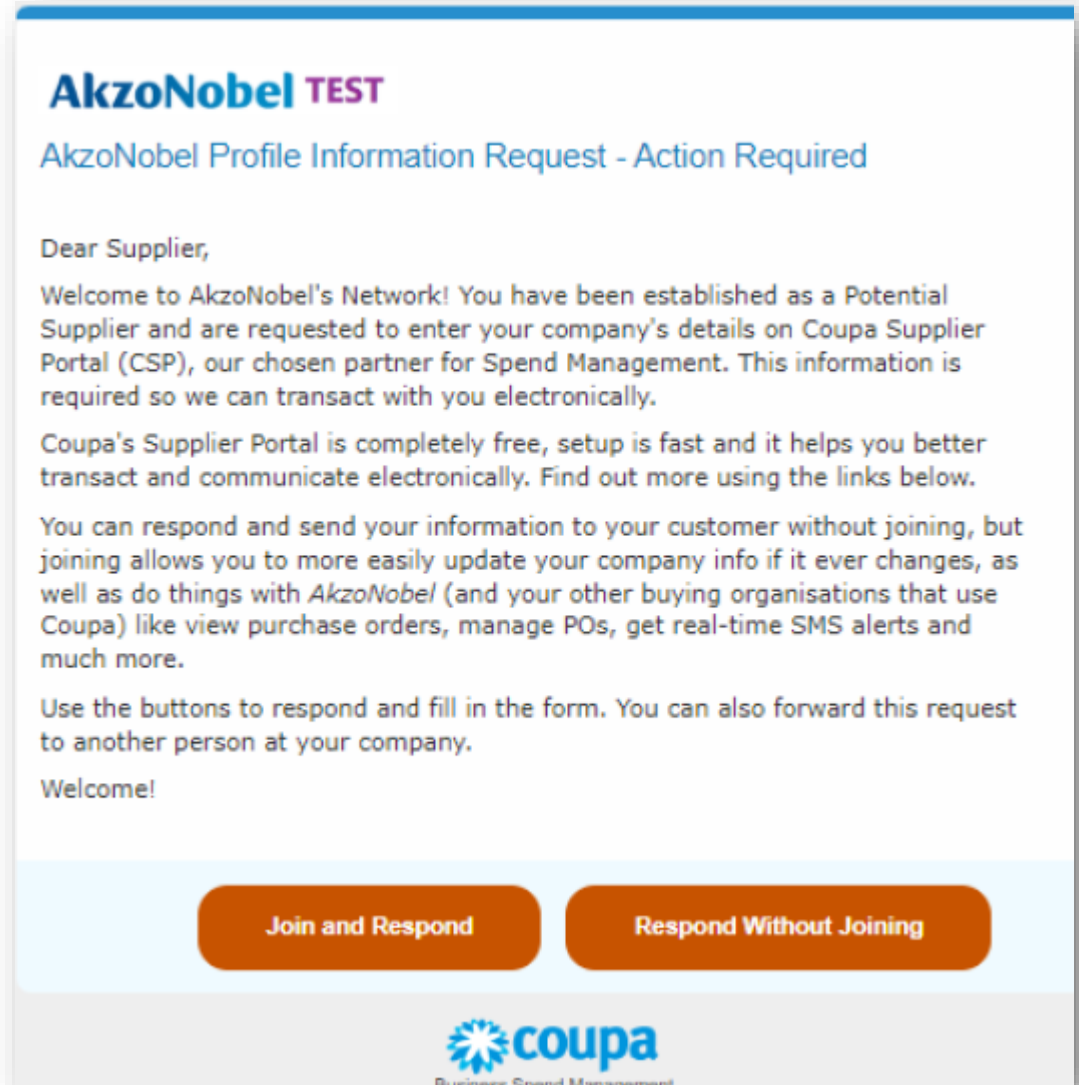 AkzoNobel TEST
AkzoNobel Profile Information Request - Action Required
Dear Supplier,
Welcome to AkzoNobel's Network! You have been established as a Potential
Supplier and are requested to enter your company's details on Coupa Supplier
Portal (CSP), our chosen partner for Spend Management. This information is
required so we can transact with you electronically.
Coupa's Supplier Portal is completely free, setup is fast and it helps you better
transact and communicate electronically. Find out more using the links below.
You can respond and send your information to your customer without joining, but
joining allows you to more easily update your company info if it ever changes, as
well as do things with AkzoNobel (and your other buying organisations that use
Coupa) like view purchase orders, manage POs, get real-time SMS alerts and
much more.
Use the buttons to respond and fill in the form. You can also forward this request
to another person at your company.
Welcome!
Join and Respond
Respond Without Joining
coupa
Business Spend Management